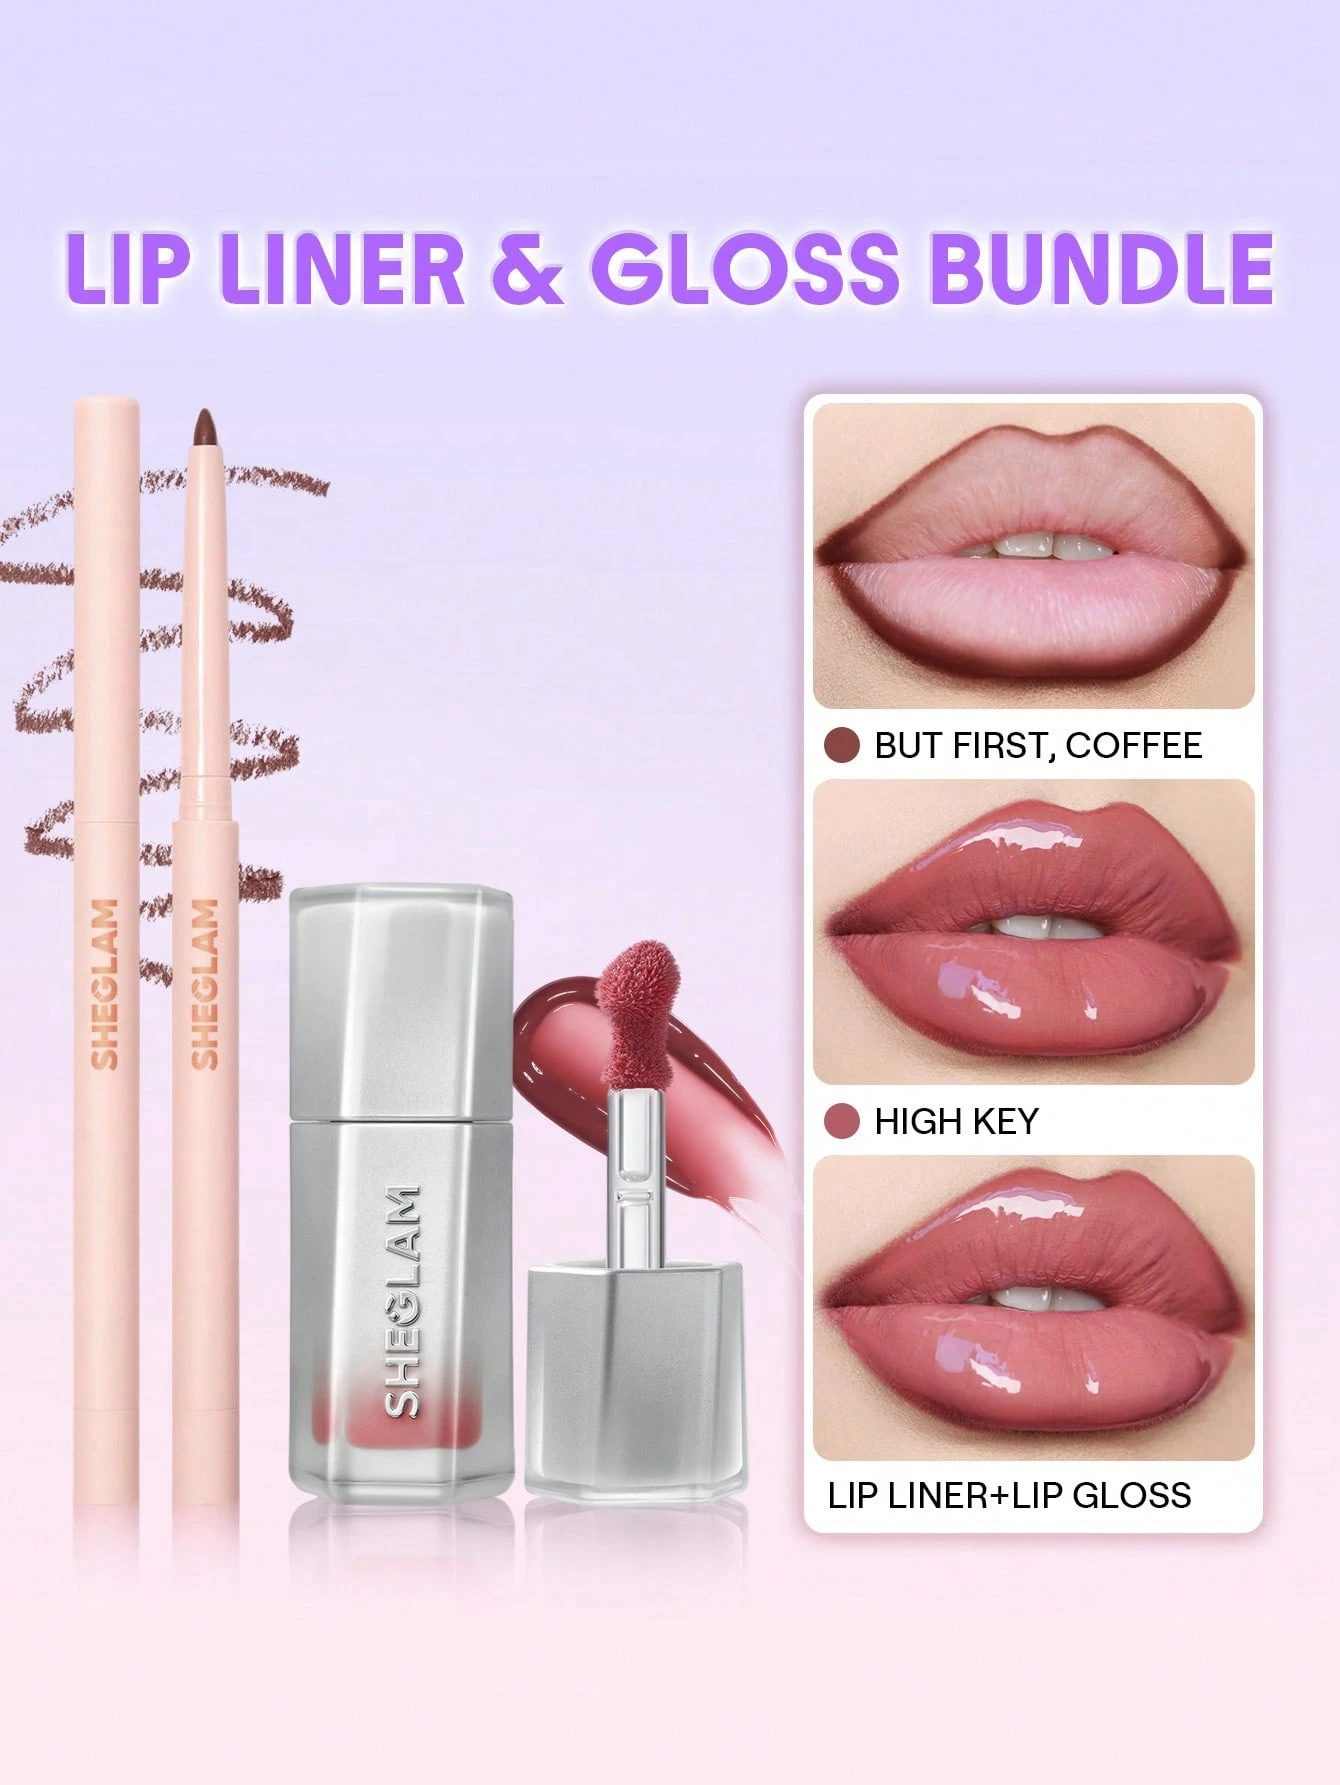 LIP LINER & GLOSS BUNDLE
SHEGLAM
SHEGLAM
SHEGLAM
BUT FIRST, COFFEE
HIGH KEY
LIP LINER+LIP GLOSS